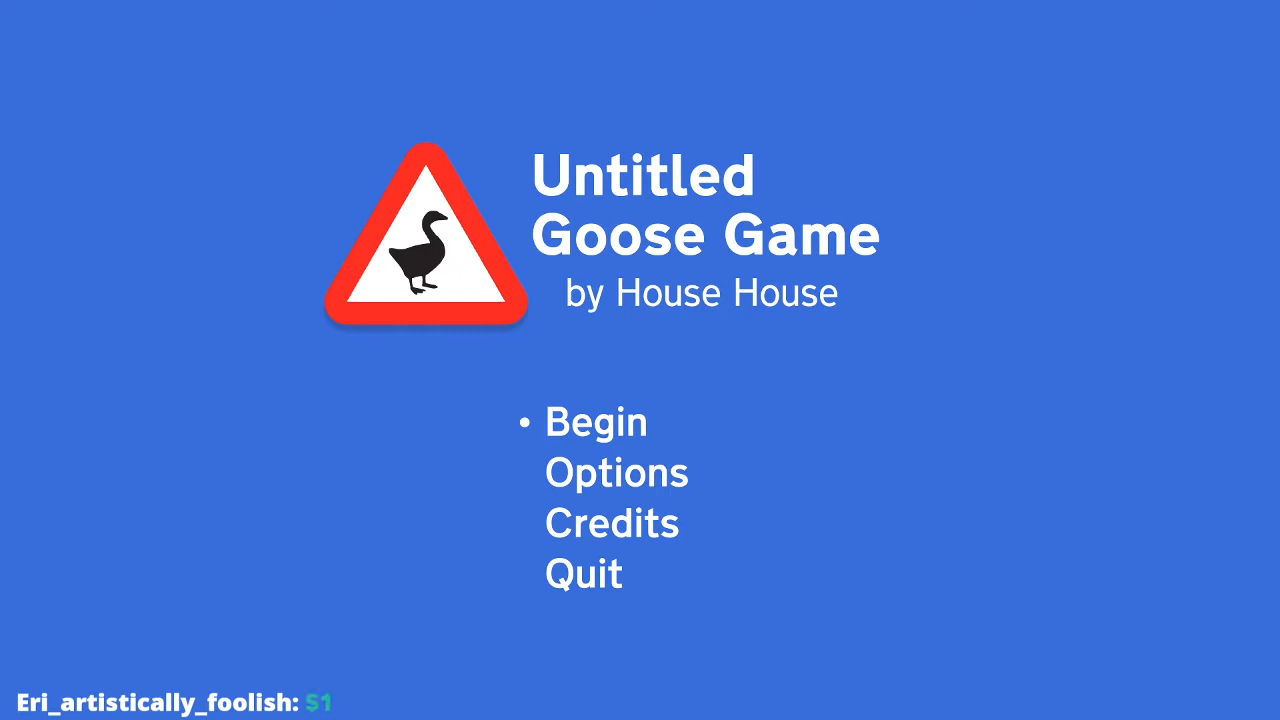 Untitled
Goose Game
by House House
• Begin
Options
Credits
Quit
Eri_artistically_foolish: $1